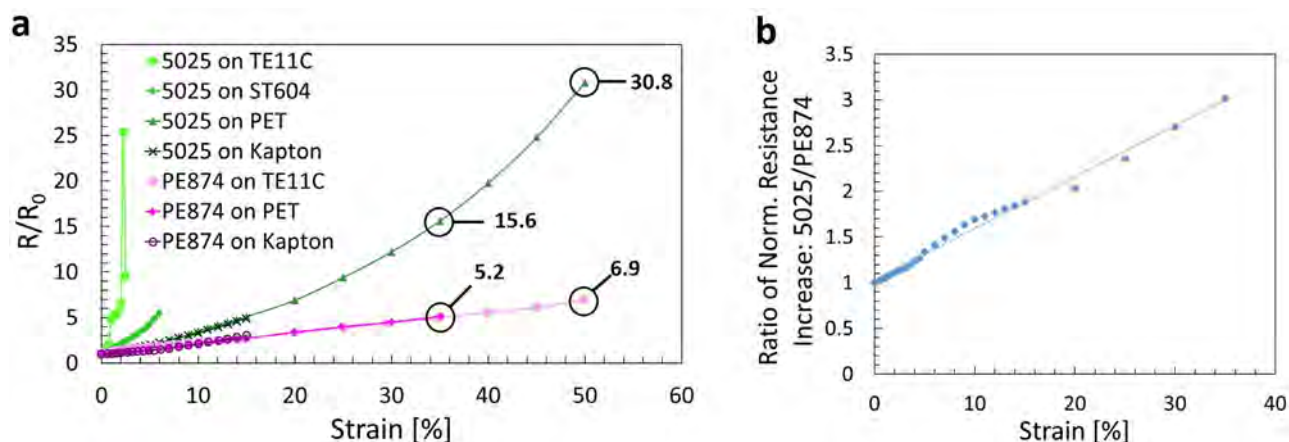 a
35
30
25
20
15
10
5
0
R/R0
5025 on TE11C
5025 on ST604
5025 on PET
5025 on Kapton
PE874 on TE11C
PE874 on PET
PE874 on Kapton
30.8
15.6
5.2
6.9
0 10 20 30 40 50 60
Strain [%]
b
Ratio of Norm. Resistance
Increase: 5025/PE874
3.5
3
2.5
2
1.5
1
0.5
0
0 10 20 30 40
Strain [%]